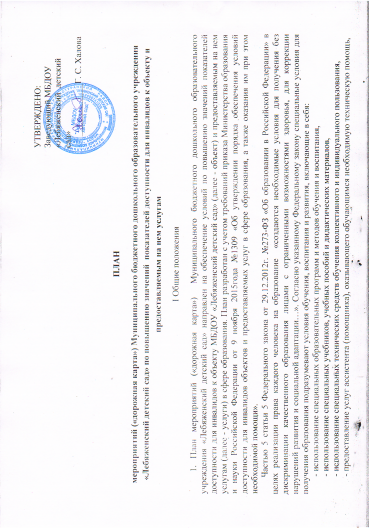 УТВЕРЖДЕНО:
Заведующий МБДОУ
«Лебяженский детский
Г. С. Халова
ПЛАН
мероприятий («дорожная карта») Муниципального бюджетного дошкольного образовательного учреждения
«Лебяженский детский сад» по повышению значений показателей доступности для инвалидов к объекту и
предоставляемым на нем услугам
1 Общие положения
1. План мероприятий («дорожная карта») Муниципального бюджетного дошкольного образовательного
учреждения «Лебяженский детский сад» направлен на обеспечение условий по повышению значений показателей
доступности для инвалидов к объекту МБДОУ «Лебяженский детский сад» (далее - объект) и предоставляемым на нем
услугам (далее - услуги) в сфере образования. План разработан с учетом требований приказа Министерства образования
и науки Российской Федерации от 9 ноября 2015года №1309 «Об утверждении порядка обеспечения условий
доступности для инвалидов объектов и предоставляемых услуг в сфере образования, а также оказания им при этом
необходимой помощи».
Частью 5 статьи 5 Федерального закона от 29.12.2012г. №273-ФЗ «Об образовании в Российской Федерации» в
целях реализации права каждого человека на образование «создаются необходимые условия для получения без
дискриминации качественного образования лицами с ограниченными возможностями здоровья, для коррекции
нарушений развития и социальной адаптации…». Согласно указанному Федеральному закону специальные условия для
получения образования подразумевают условия обучения, воспитания и развития, включающие в себя:
- использование специальных образовательных программ и методов обучения и воспитания,
- использование специальных учебников, учебных пособий и дидактических материалов,
- использование специальных технических средств обучения коллективного и индивидуального пользования,
- предоставление услуг ассистента (помощника), оказывающего обучающимся необходимую техническую помощь,